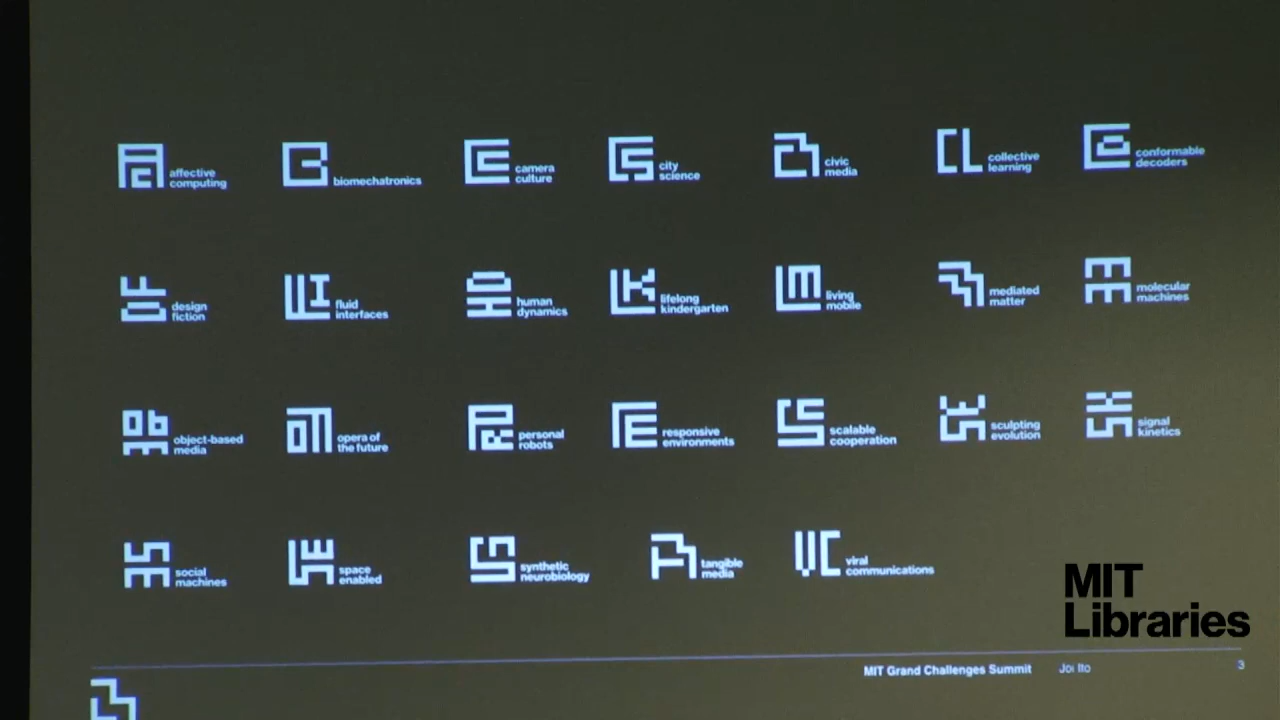 affective
computing
biomechatronics
camera
culture
city
science
civic
media
collective
learning
conformable
decoders
design
fiction
fluid
interfaces
human
dynamics
lifelong
kindergarten
living
mobile
mediated
matter
molecular
machines
object-based
media
opera of
the future
personal
robots
responsive
environments
scalable
cooperation
sculpting
evolution
signal
kinetics
social
machines
space
enabled
synthetic
neurobiology
tangible
media
viral
communications
MIT
Libraries
MIT Grand Challenges Summit Joi Ito 3